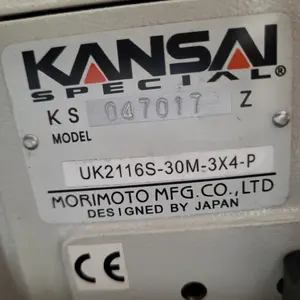 KANSAI
SPECIAL®
KS 047017 Z
MODEL
UK2116S-30M-3X4-P
MORIMOTO MFG.CO.,LTD
DESIGNED BY JAPAN
CE